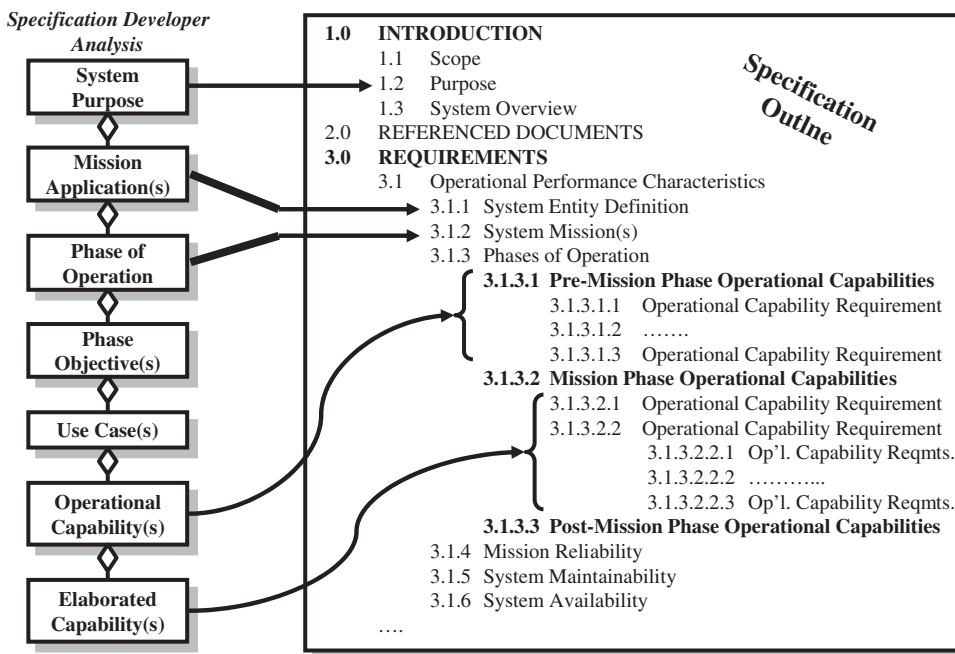 Specification Developer
Analysis
System
Purpose
Mission
Application(s)
Phase of
Operation
Phase
Objective(s)
Use Case(s)
Operational
Capability(s)
Elaborated
Capability(s)
Specification
Outlne
1.0 INTRODUCTION
1.1 Scope
1.2 Purpose
1.3 System Overview
2.0 REFERENCED DOCUMENTS
3.0 REQUIREMENTS
3.1 Operational Performance Characteristics
3.1.1 System Entity Definition
3.1.2 System Mission(s)
3.1.3 Phases of Operation
3.1.3.1 Pre-Mission Phase Operational Capabilities
3.1.3.1.1 Operational Capability Requirement
3.1.3.1.2 …….
3.1.3.1.3 Operational Capability Requirement
3.1.3.2 Mission Phase Operational Capabilities
3.1.3.2.1 Operational Capability Requirement
3.1.3.2.2 Operational Capability Requirement
3.1.3.2.2.1 Op'l. Capability Reqmts.
3.1.3.2.2.2 ………...
3.1.3.2.2.3 Op'l. Capability Reqmts.
3.1.3.3 Post-Mission Phase Operational Capabilities
3.1.4 Mission Reliability
3.1.5 System Maintainability
3.1.6 System Availability
….